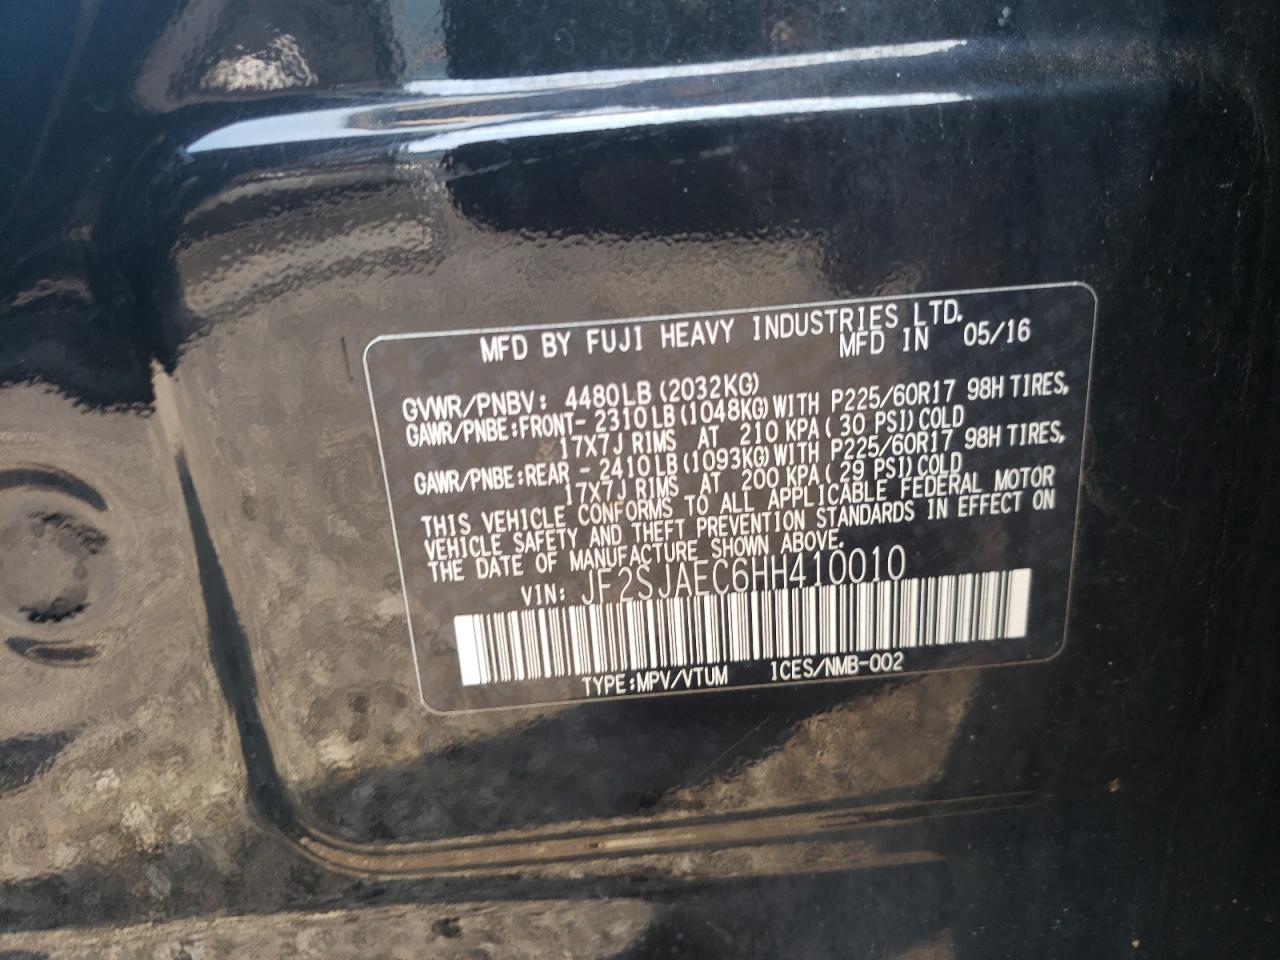 MFD BY FUJI HEAVY INDUSTRIES LTD.
MFD IN 05/16
GVWR/PNBV: 4480LB (2032KG)
GAWR/PNBE:FRONT- 2310LB (1048KG) WITH P225/60R17 98H TIRES,
17X7J RIMS AT 210 KPA ( 30 PSI) COLD
GAWR/PNBE:REAR - 2410LB (1093KG) WITH P225/60R17 98H TIRES,
17X7J RIMS AT 200 KPA ( 29 PSI) COLD
THIS VEHICLE CONFORMS TO ALL APPLICABLE FEDERAL MOTOR
VEHICLE SAFETY AND THEFT PREVENTION STANDARDS IN EFFECT ON
THE DATE OF MANUFACTURE SHOWN ABOVE.
VIN: JF2SJAEC6HH410010
TYPE:MPV/VTUM ICES/NMB-002